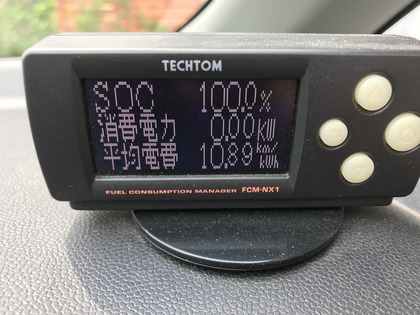 TECHTOM
SOC 100.0%
消費電力 0.00kW
平均電費 10.89km/kWh
FUEL CONSUMPTION MANAGER FCM-NX1